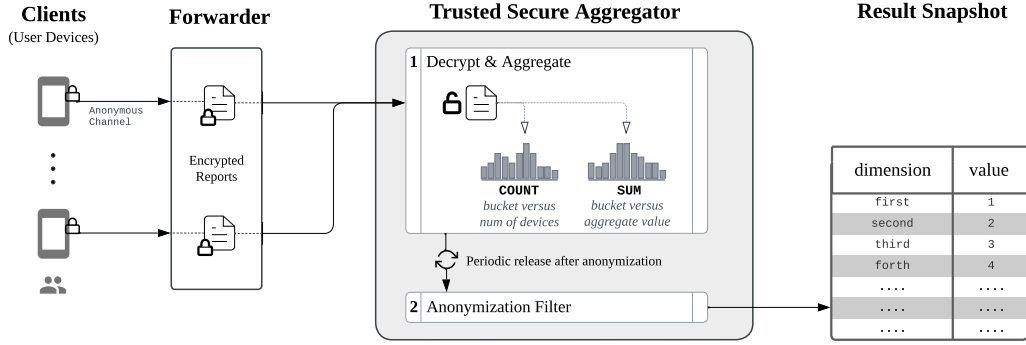 Clients
(User Devices)
Forwarder
Trusted Secure Aggregator
Result Snapshot
Anonymous
Channel
Encrypted
Reports
1 Decrypt & Aggregate
COUNT
bucket versus
num of devices
SUM
bucket versus
aggregate value
Periodic release after anonymization
2 Anonymization Filter
dimension value
first 1
second 2
third 3
forth 4
.... ....
.... ....
.... ....